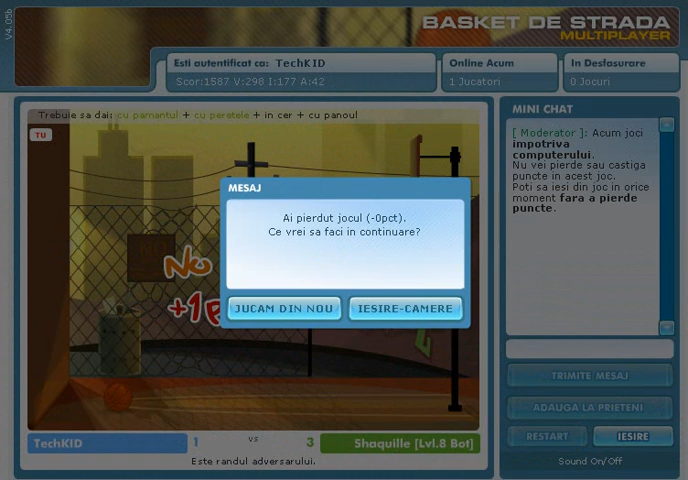 V4.05b
BASKET DE STRADA
MULTIPLAYER
Esti autentificat ca: TechKID
Scor:1587 V:298 I:177 A:42
Online Acum
1 Jucatori
In Desfasurare
0 Jocuri
Trebuie sa dai: cu pamantul + cu peretele + in cer + cu panoul
TU
NO
Nu
+1
MESAJ
Ai pierdut jocul (-0pct).
Ce vrei sa faci in continuare?
JUCAM DIN NOU
IESIRE-CAMERE
TechKID
1
vs
3
Shaquille [Lvl.8 Bot]
Este randul adversarului.
MINI CHAT
[ Moderator ]: Acum joci
impotriva
computerului.
Nu vei pierde sau castiga
puncte in acest joc.
Poti sa iesi din joc in orice
moment fara a pierde
puncte.
TRIMITE MESAJ
ADAUGA LA PRIETENI
RESTART
IESIRE
Sound On/Off